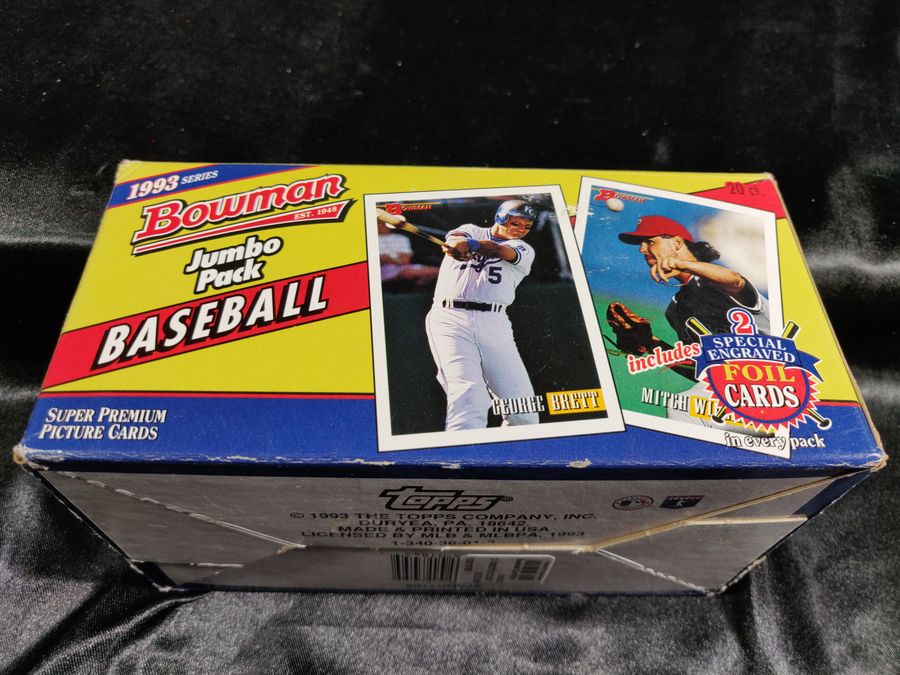 1993 SERIES
Bowman
EST. 1948
Jumbo
Pack
BASEBALL
SUPER PREMIUM
PICTURE CARDS
BOWMAN
5
GEORGE BRETT
BOWMAN
MITCH
20 ct.
includes
2
SPECIAL
ENGRAVED
FOIL
CARDS
in every pack
Topps®
© 1993 THE TOPPS COMPANY, INC.
DURYEA, PA. 18642
MADE & PRINTED IN USA
LICENSED BY MLB & MLBPA, 1993